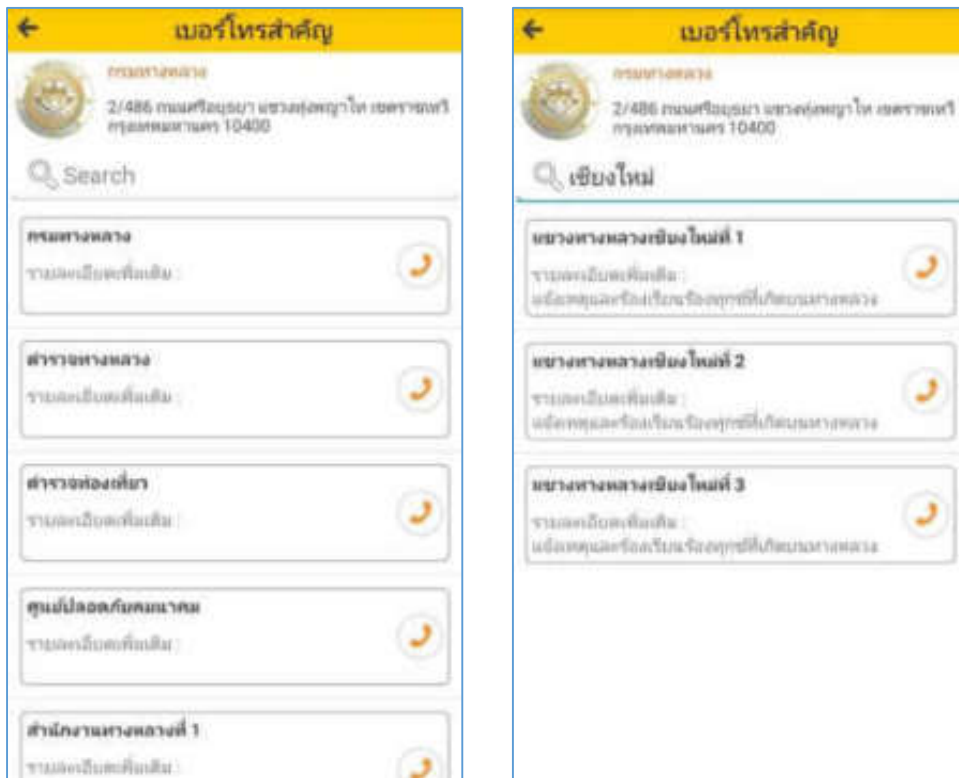 เบอร์โทรสำคัญ
กรมทางหลวง
2/486 ถนนศรีอยุธยา แขวงทุ่งพญาไท เขตราชเทวี
กรุงเทพมหานคร 10400
Search
กรมทางหลวง
รายละเอียดเพิ่มเติม :
ตำรวจทางหลวง
รายละเอียดเพิ่มเติม :
ตำรวจท่องเที่ยว
รายละเอียดเพิ่มเติม :
ศูนย์ปลอดภัยคมนาคม
รายละเอียดเพิ่มเติม :
สำนักงานทางหลวงที่ 1
รายละเอียดเพิ่มเติม :
เบอร์โทรสำคัญ
กรมทางหลวง
2/486 ถนนศรีอยุธยา แขวงทุ่งพญาไท เขตราชเทวี
กรุงเทพมหานคร 10400
เชียงใหม่
แขวงทางหลวงเชียงใหม่ที่ 1
รายละเอียดเพิ่มเติม :
แจ้งเหตุและร้องเรียนร้องทุกข์ที่เกิดบนทางหลวง
แขวงทางหลวงเชียงใหม่ที่ 2
รายละเอียดเพิ่มเติม :
แจ้งเหตุและร้องเรียนร้องทุกข์ที่เกิดบนทางหลวง
แขวงทางหลวงเชียงใหม่ที่ 3
รายละเอียดเพิ่มเติม :
แจ้งเหตุและร้องเรียนร้องทุกข์ที่เกิดบนทางหลวง